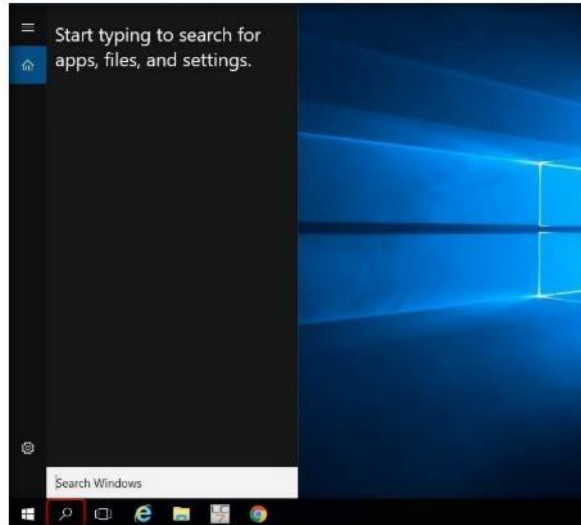 Start typing to search for
apps, files, and settings.
Search Windows